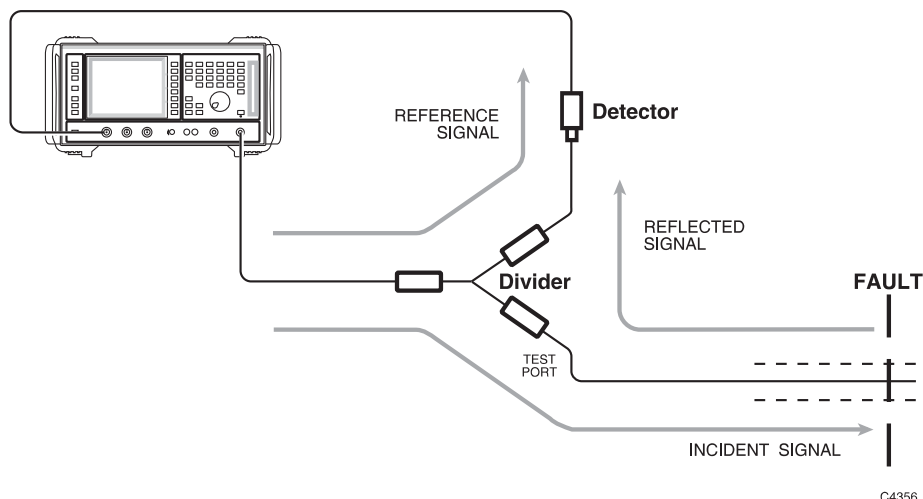 REFERENCE
SIGNAL
Detector
REFLECTED
SIGNAL
Divider
FAULT
TEST
PORT
INCIDENT SIGNAL
C4356